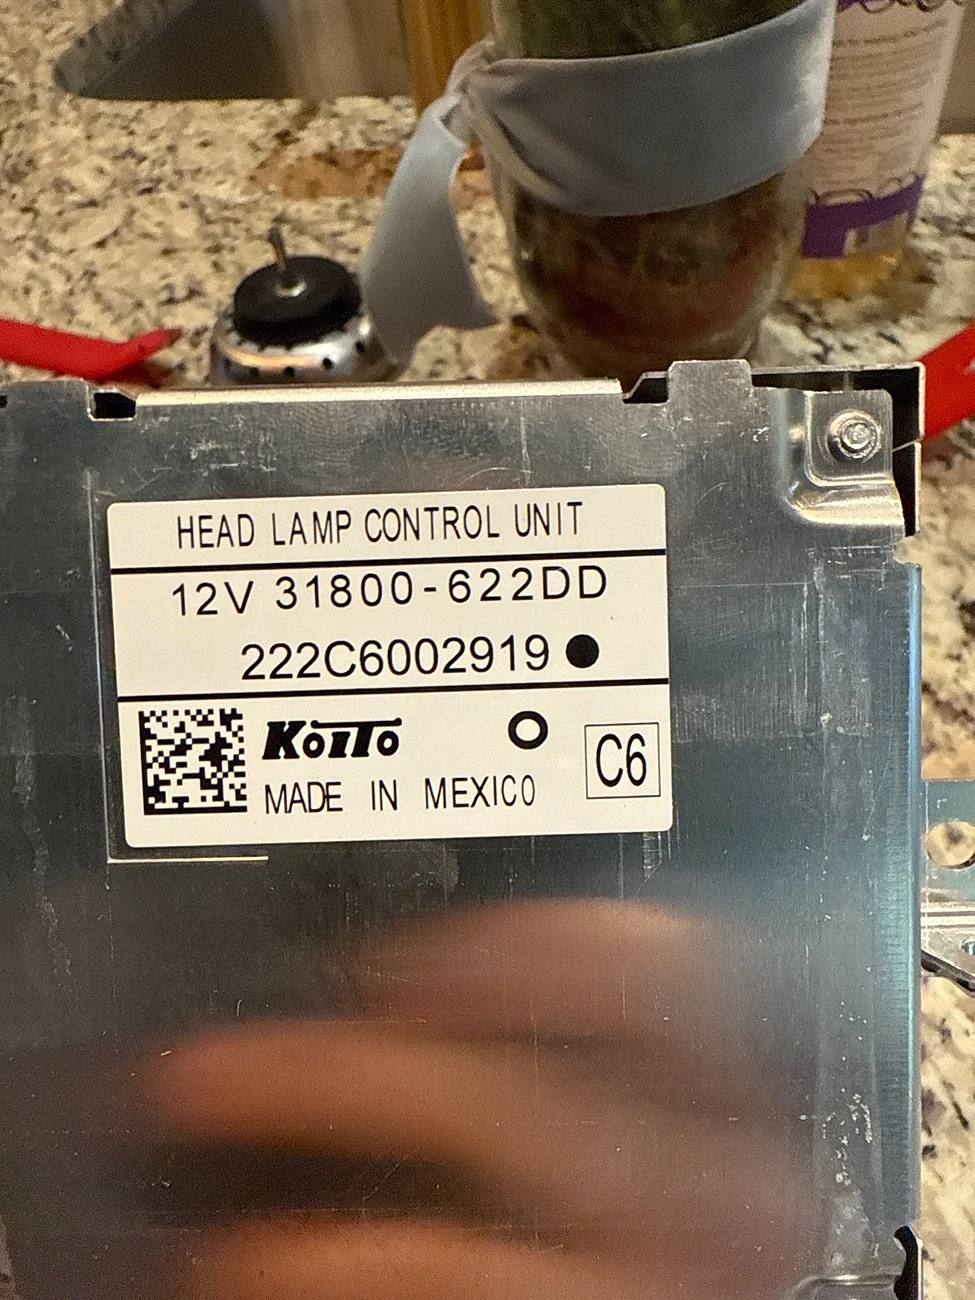 HEAD LAMP CONTROL UNIT
12V 31800-622DD
222C6002919
KOITO
MADE IN MEXICO
C6